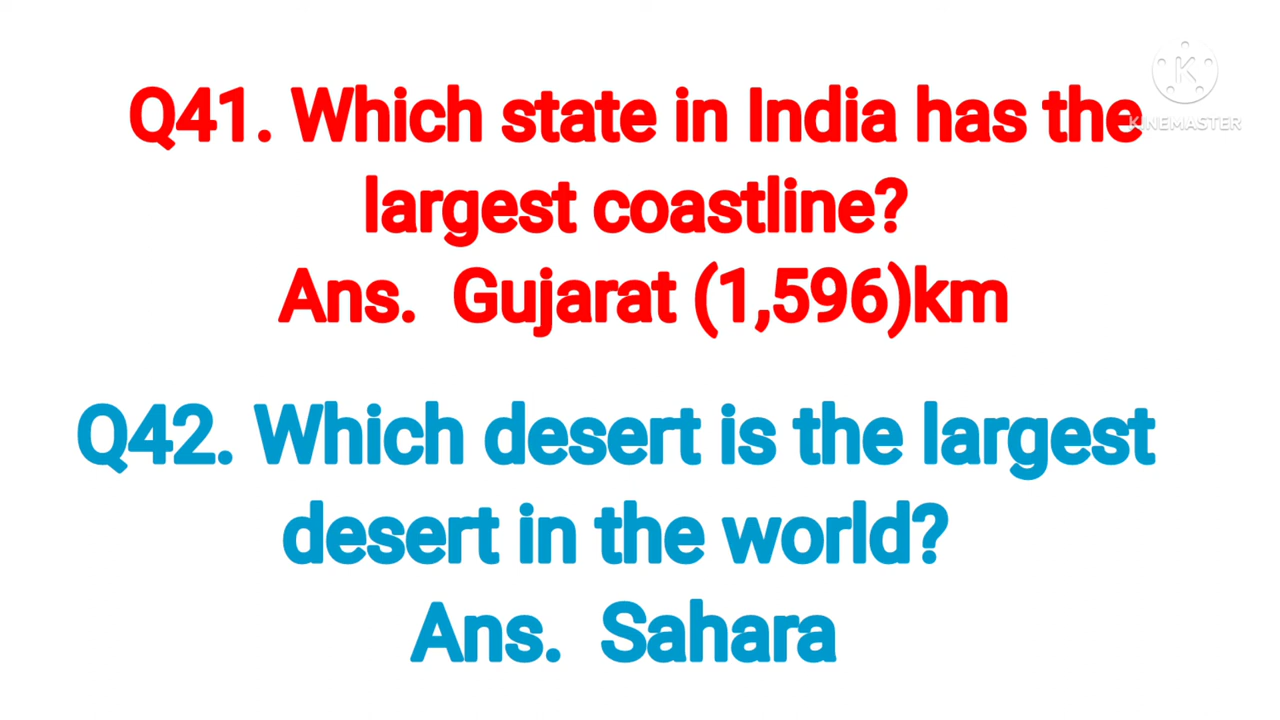 Q41. Which state in India has the
largest coastline?
Ans. Gujarat (1,596)km
Q42. Which desert is the largest
desert in the world?
Ans. Sahara
K
KINEMASTER